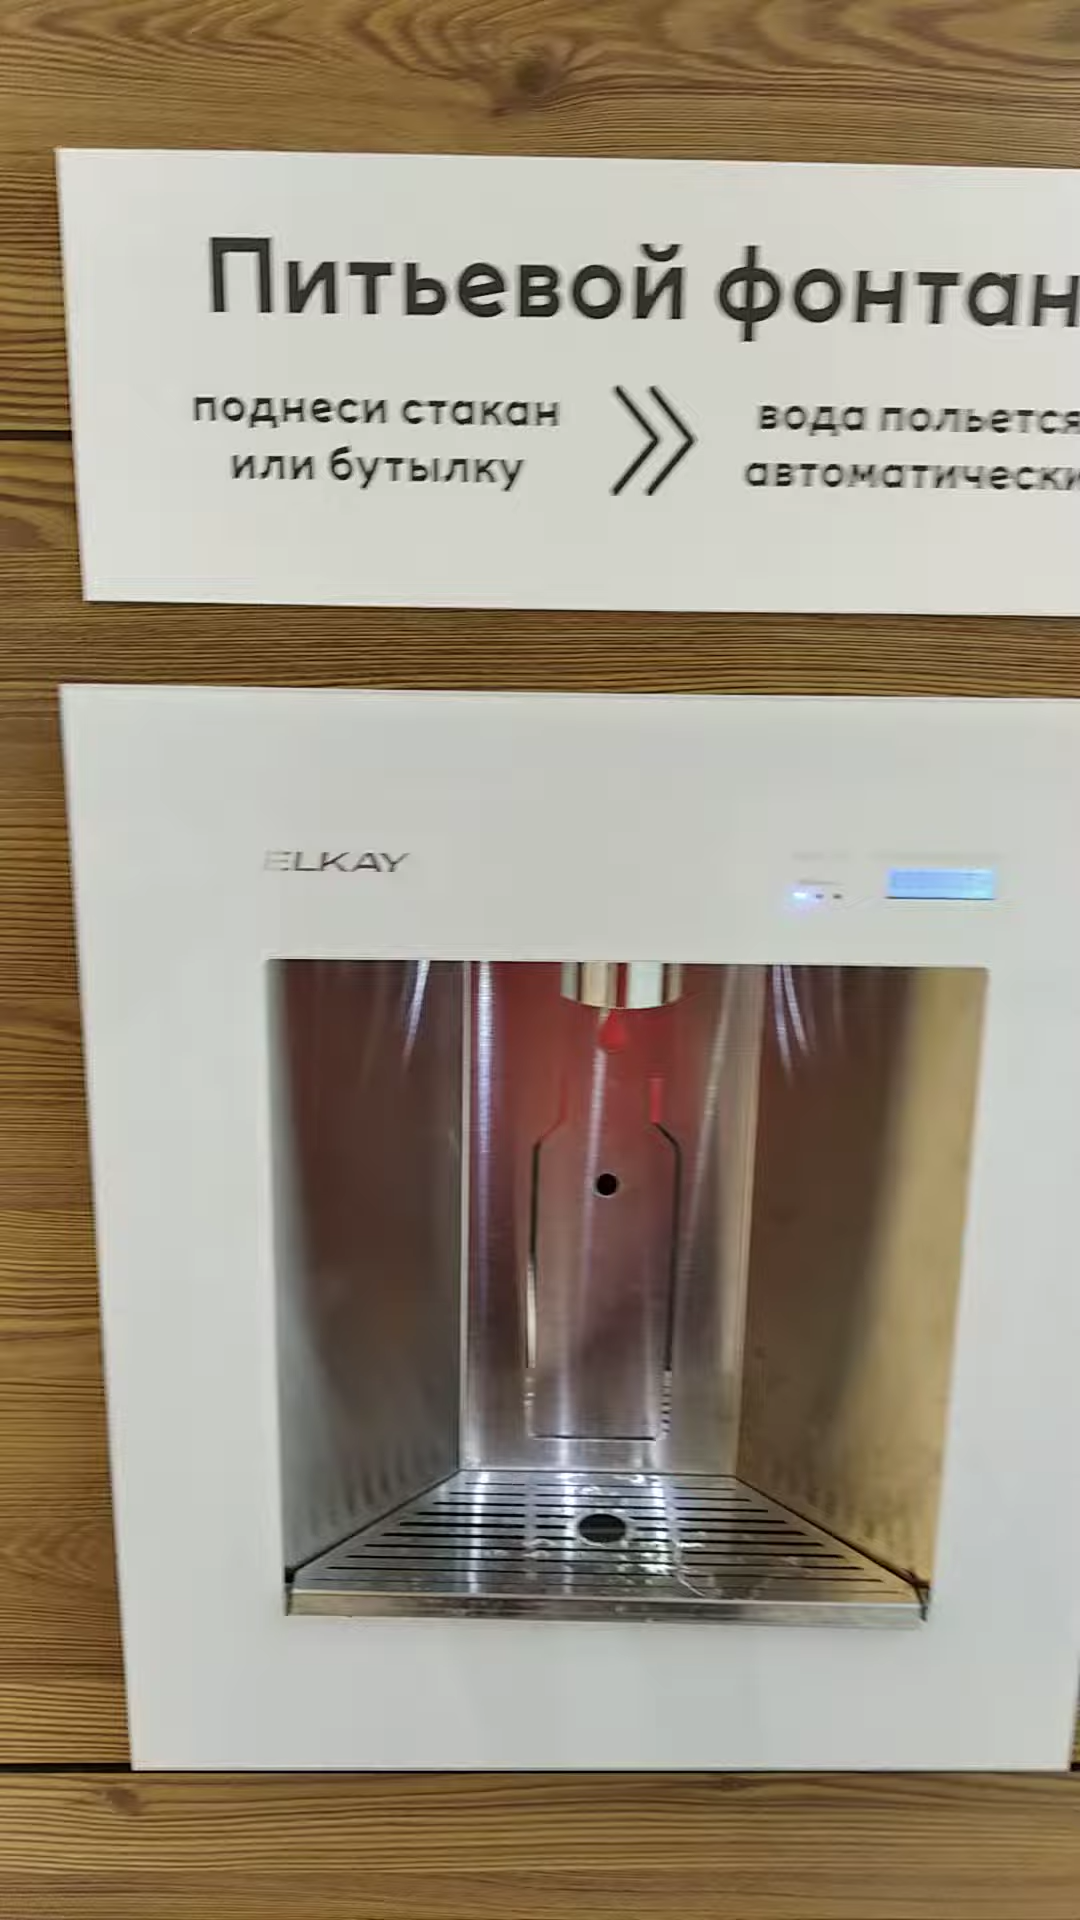 Питьевой фонтан
поднеси стакан
или бутылку
вода польется
автоматически
ELKAY